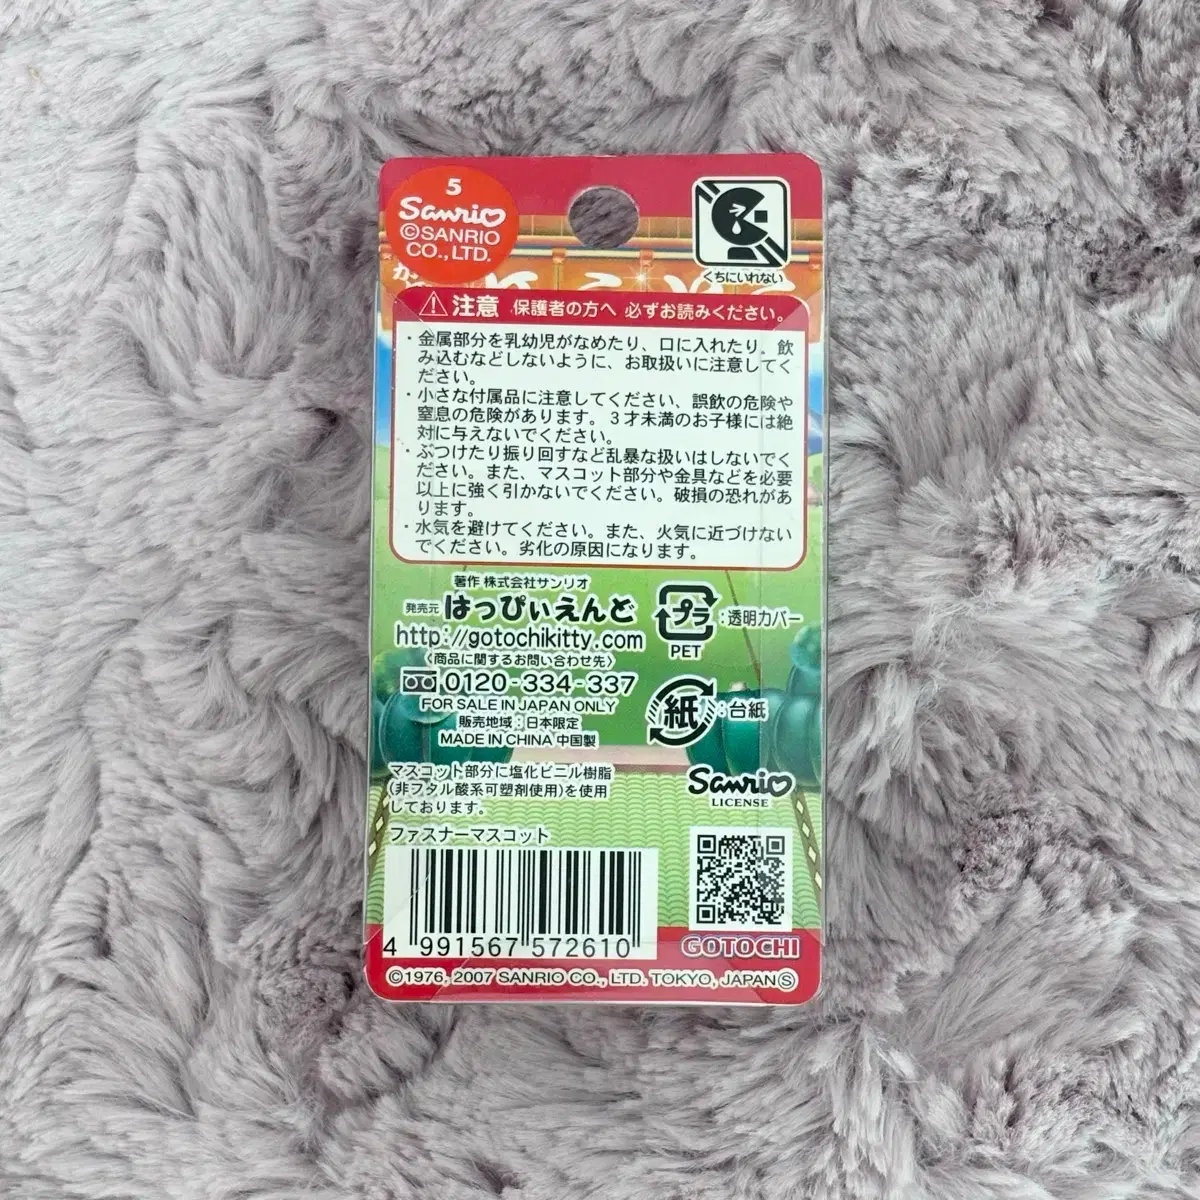 5
Sanrio
©SANRIO
CO.,LTD.
くちにいれない
注意 保護者の方へ 必ずお読みください。
・金属部分を乳幼児がなめたり、口に入れたり、飲
み込むなどしないように、お取扱いに注意してく
ださい。
・小さな付属品に注意してください、誤飲の危険や
窒息の危険があります。3才未満のお子様には絶
対に与えないでください。
・ぶつけたり振り回すなど乱暴な扱いはしないでく
ださい。また、マスコット部分や金具などを必要
以上に強く引かないでください。破損の恐れがあ
ります。
・水気を避けてください。また、火気に近づけない
でください。劣化の原因になります。
著作 株式会社サンリオ
発売元 はっぴぃえんど
http://gotochikitty.com
〈商品に関するお問い合わせ先〉
0120-334-337
FOR SALE IN JAPAN ONLY
販売地域:日本限定
MADE IN CHINA 中国製
プラ :透明カバー
PET
紙 :台紙
マスコット部分に塩化ビニル樹脂
(非フタル酸系可塑剤使用)を使用
しております。
Sanrio
LICENSE
ファスナーマスコット
4 991567 572610
GOTOCHI
©1976, 2007 SANRIO CO., LTD. TOKYO, JAPAN Ⓢ